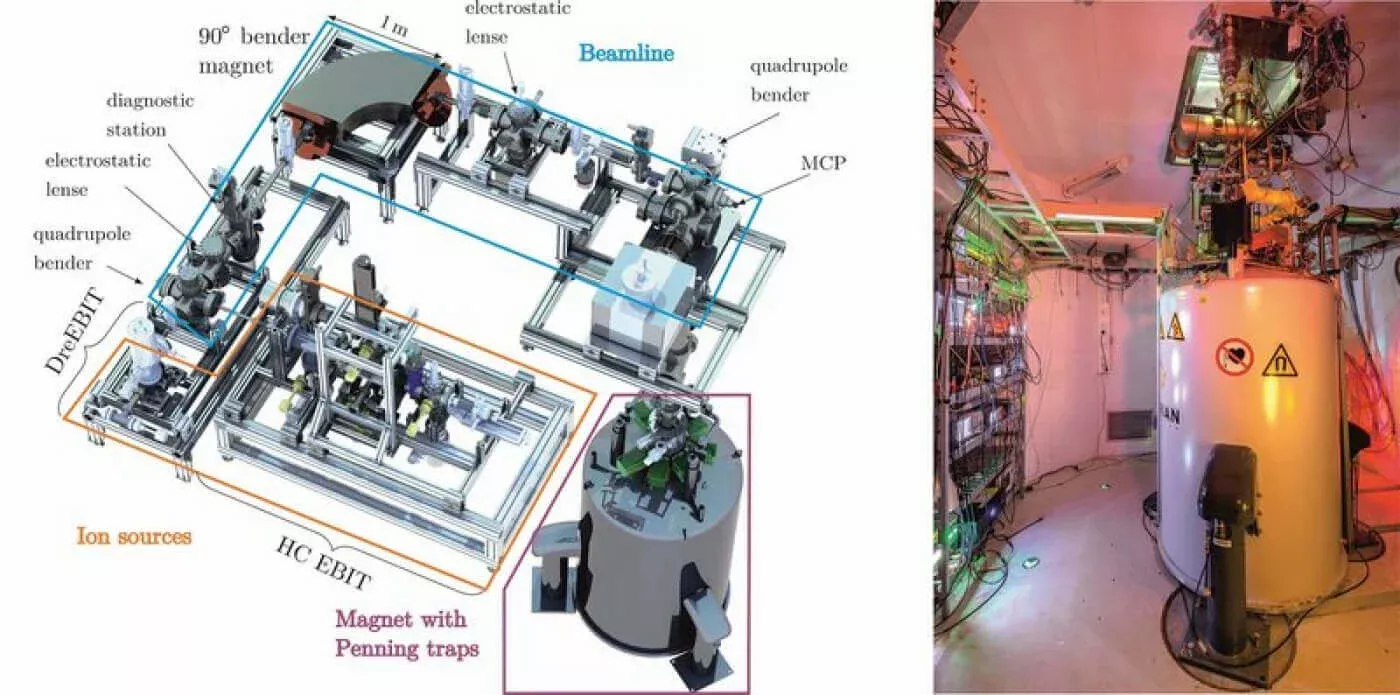 1 m
electrostatic
lense
90° bender
magnet
Beamline
quadrupole
bender
diagnostic
station
electrostatic
lense
MCP
quadrupole
bender
DreEBIT
Ion sources
HC EBIT
Magnet with
Penning traps